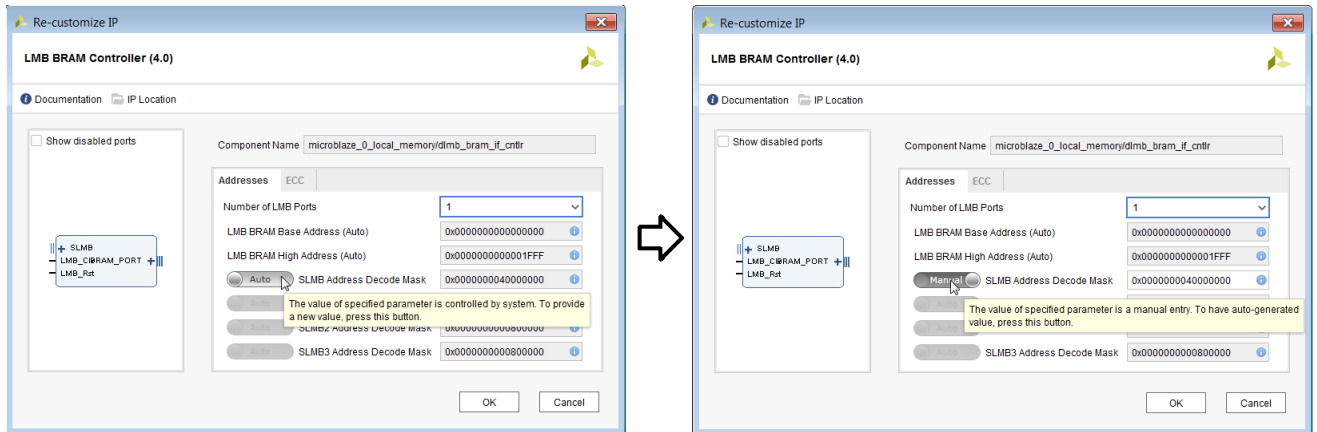 Re-customize IP
LMB BRAM Controller (4.0)
Documentation IP Location
Show disabled ports
SLMB
LMB_ClBRAM_PORT
LMB_Rst
Component Name microblaze_0_local_memory/dlmb_bram_if_cntlr
Addresses ECC
Number of LMB Ports 1
LMB BRAM Base Address (Auto) 0x0000000000000000
LMB BRAM High Address (Auto) 0x0000000000001FFF
Auto SLMB Address Decode Mask 0x0000000040000000
The value of specified parameter is controlled by system. To provide
a new value, press this button.
Auto SLMB2 Address Decode Mask 0x0000000000800000
Auto SLMB3 Address Decode Mask 0x0000000000800000
OK Cancel
Re-customize IP
LMB BRAM Controller (4.0)
Documentation IP Location
Show disabled ports
SLMB
LMB_ClBRAM_PORT
LMB_Rst
Component Name microblaze_0_local_memory/dlmb_bram_if_cntlr
Addresses ECC
Number of LMB Ports 1
LMB BRAM Base Address (Auto) 0x0000000000000000
LMB BRAM High Address (Auto) 0x0000000000001FFF
Manual SLMB Address Decode Mask 0x0000000040000000
The value of specified parameter is a manual entry. To have auto-generated
value, press this button.
Auto SLMB3 Address Decode Mask 0x0000000000800000
OK Cancel